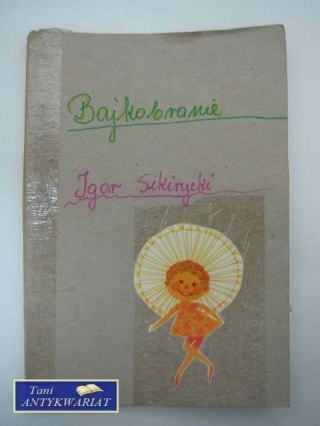 Bajkobranie
Igor Sikirycki
Tani
ANTYKWARIAT